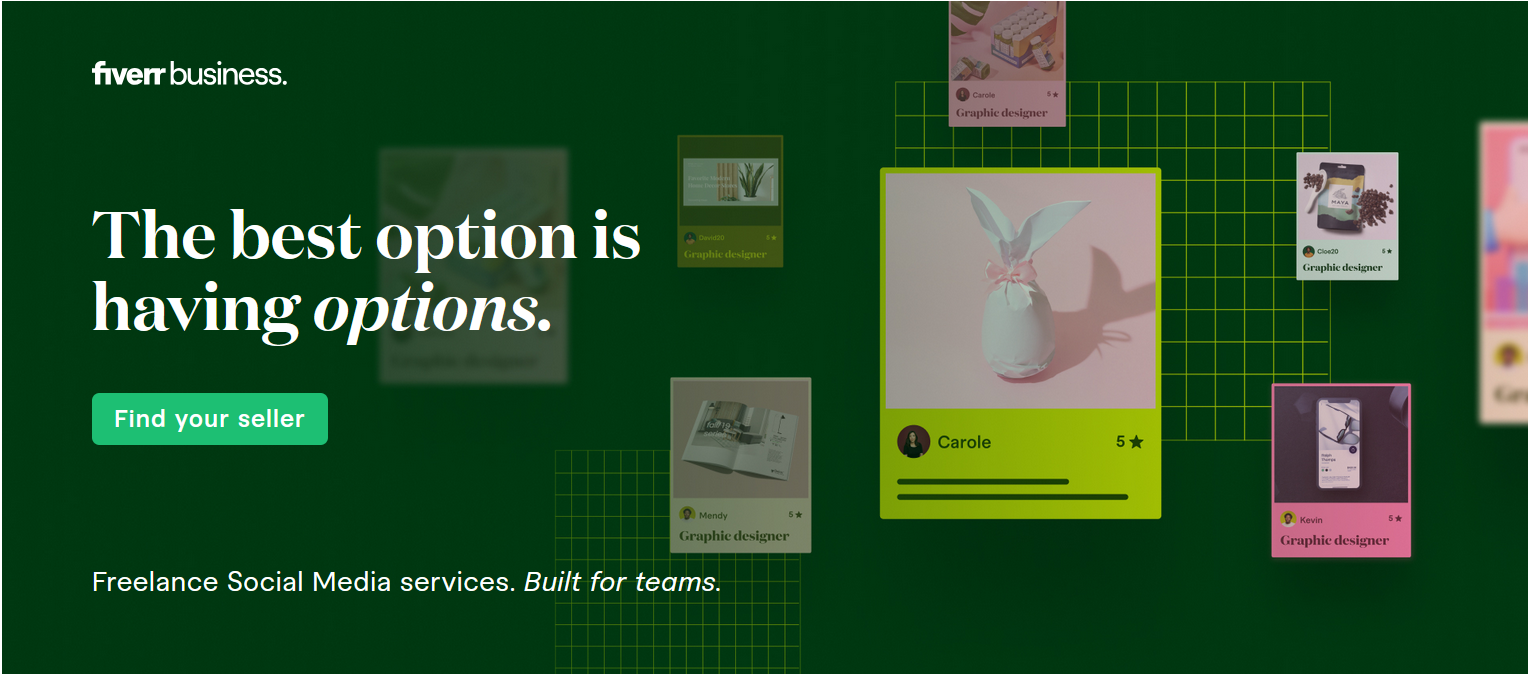 fiverr business.
Carole 5★
Graphic designer
The best option is
having options.
David20 5★
Graphic designer
MAYA
Cloe20 5★
Graphic designer
Carole 5★
Find your seller
Mendy 5★
Graphic designer
Kevin 5★
Graphic designer
Freelance Social Media services. Built for teams.